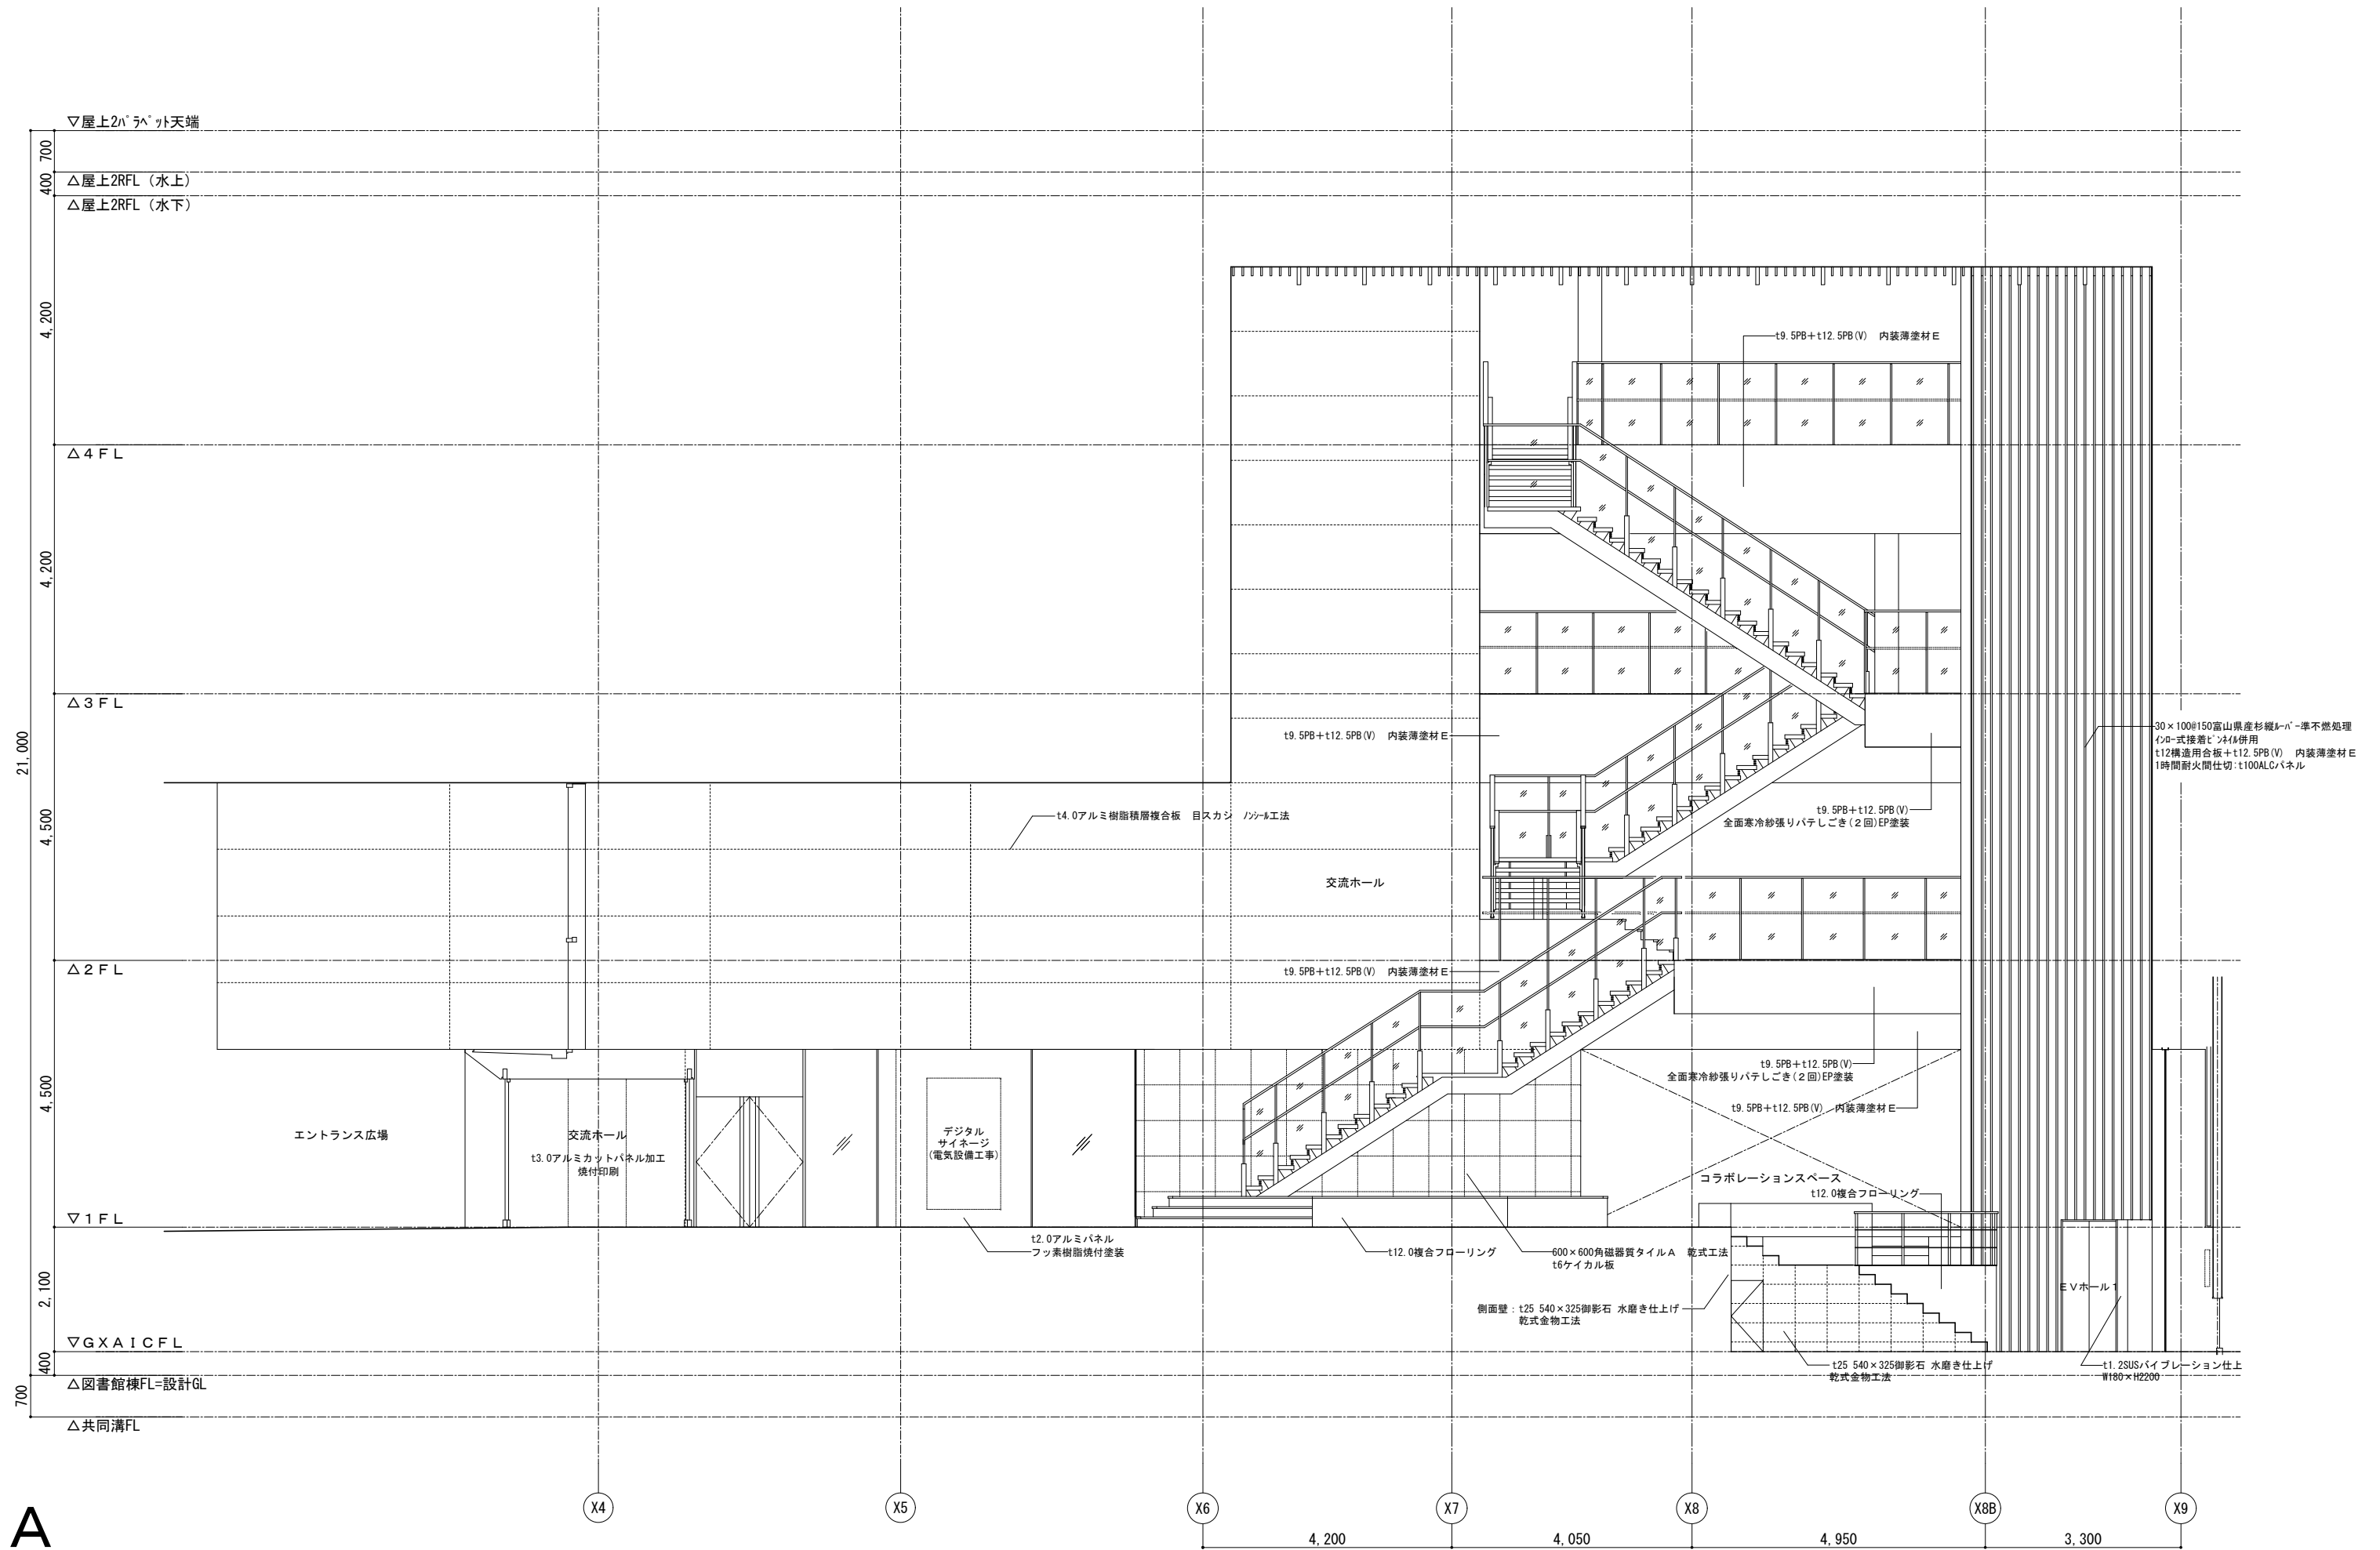 ▽屋上2パラペット天端
700
△屋上2RFL（水上）
400
△屋上2RFL（水下）
4,200
t9.5PB+t12.5PB(V)　内装薄塗材E
△4FL
4,200
△3FL
21,000
t9.5PB+t12.5PB(V)　内装薄塗材E
30×100@150富山県産杉縦ルーバー準不燃処理
インロー式接着ピンネイル併用
t12構造用合板+t12.5PB(V)　内装薄塗材E
1時間耐火間仕切:t100ALCパネル
t4.0アルミ樹脂積層複合板　目スカシ　ノンシール工法
t9.5PB+t12.5PB(V)
全面寒冷紗張りパテしごき(2回)EP塗装
4,500
交流ホール
△2FL
t9.5PB+t12.5PB(V)　内装薄塗材E
4,500
t9.5PB+t12.5PB(V)
全面寒冷紗張りパテしごき(2回)EP塗装
t9.5PB+t12.5PB(V)　内装薄塗材E
エントランス広場
交流ホール
t3.0アルミカットパネル加工
焼付印刷
デジタル
サイネージ
(電気設備工事)
コラボレーションスペース
t12.0複合フローリング
▽1FL
t2.0アルミパネル
フッ素樹脂焼付塗装
t12.0複合フローリング
600×600角磁器質タイルA　乾式工法
t6ケイカル板
2,100
側面壁：t25 540×325御影石 水磨き仕上げ
乾式金物工法
EVホール1
▽GXAICFL
400
t25 540×325御影石 水磨き仕上げ
乾式金物工法
t1.2SUSバイブレーション仕上
W180×H2200
△図書館棟FL=設計GL
700
△共同溝FL
A
X4
X5
X6
X7
X8
X8B
X9
4,200
4,050
4,950
3,300